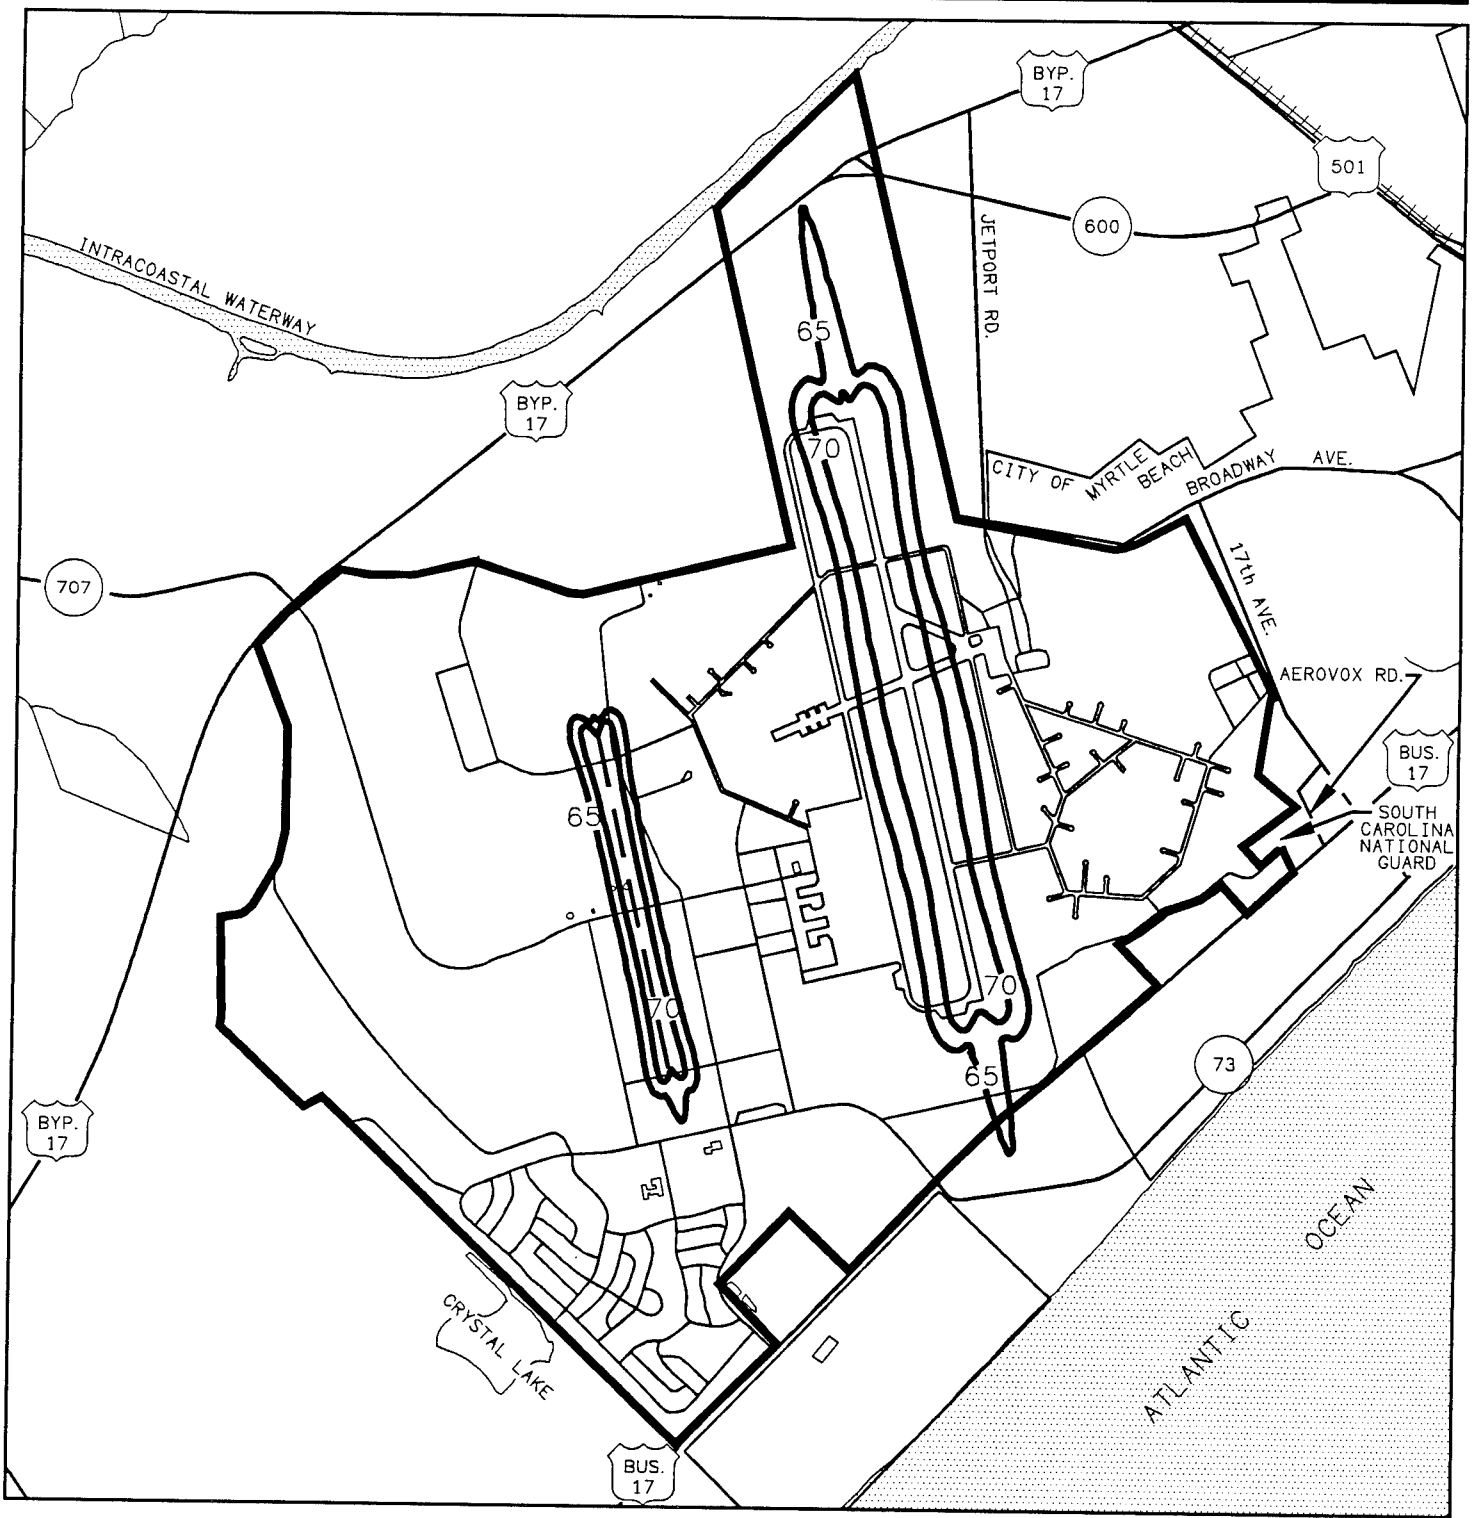 BYP.
17
501
600
JETPORT RD.
INTRACOASTAL WATERWAY
65
BYP.
17
70
CITY OF MYRTLE
BEACH
BROADWAY AVE.
707
17th AVE.
AEROVOX RD.
BUS.
17
65
SOUTH
CAROLINA
NATIONAL
GUARD
70
70
65
73
BYP.
17
OCEAN
ATLANTIC
CRYSTAL LAKE
BUS.
17